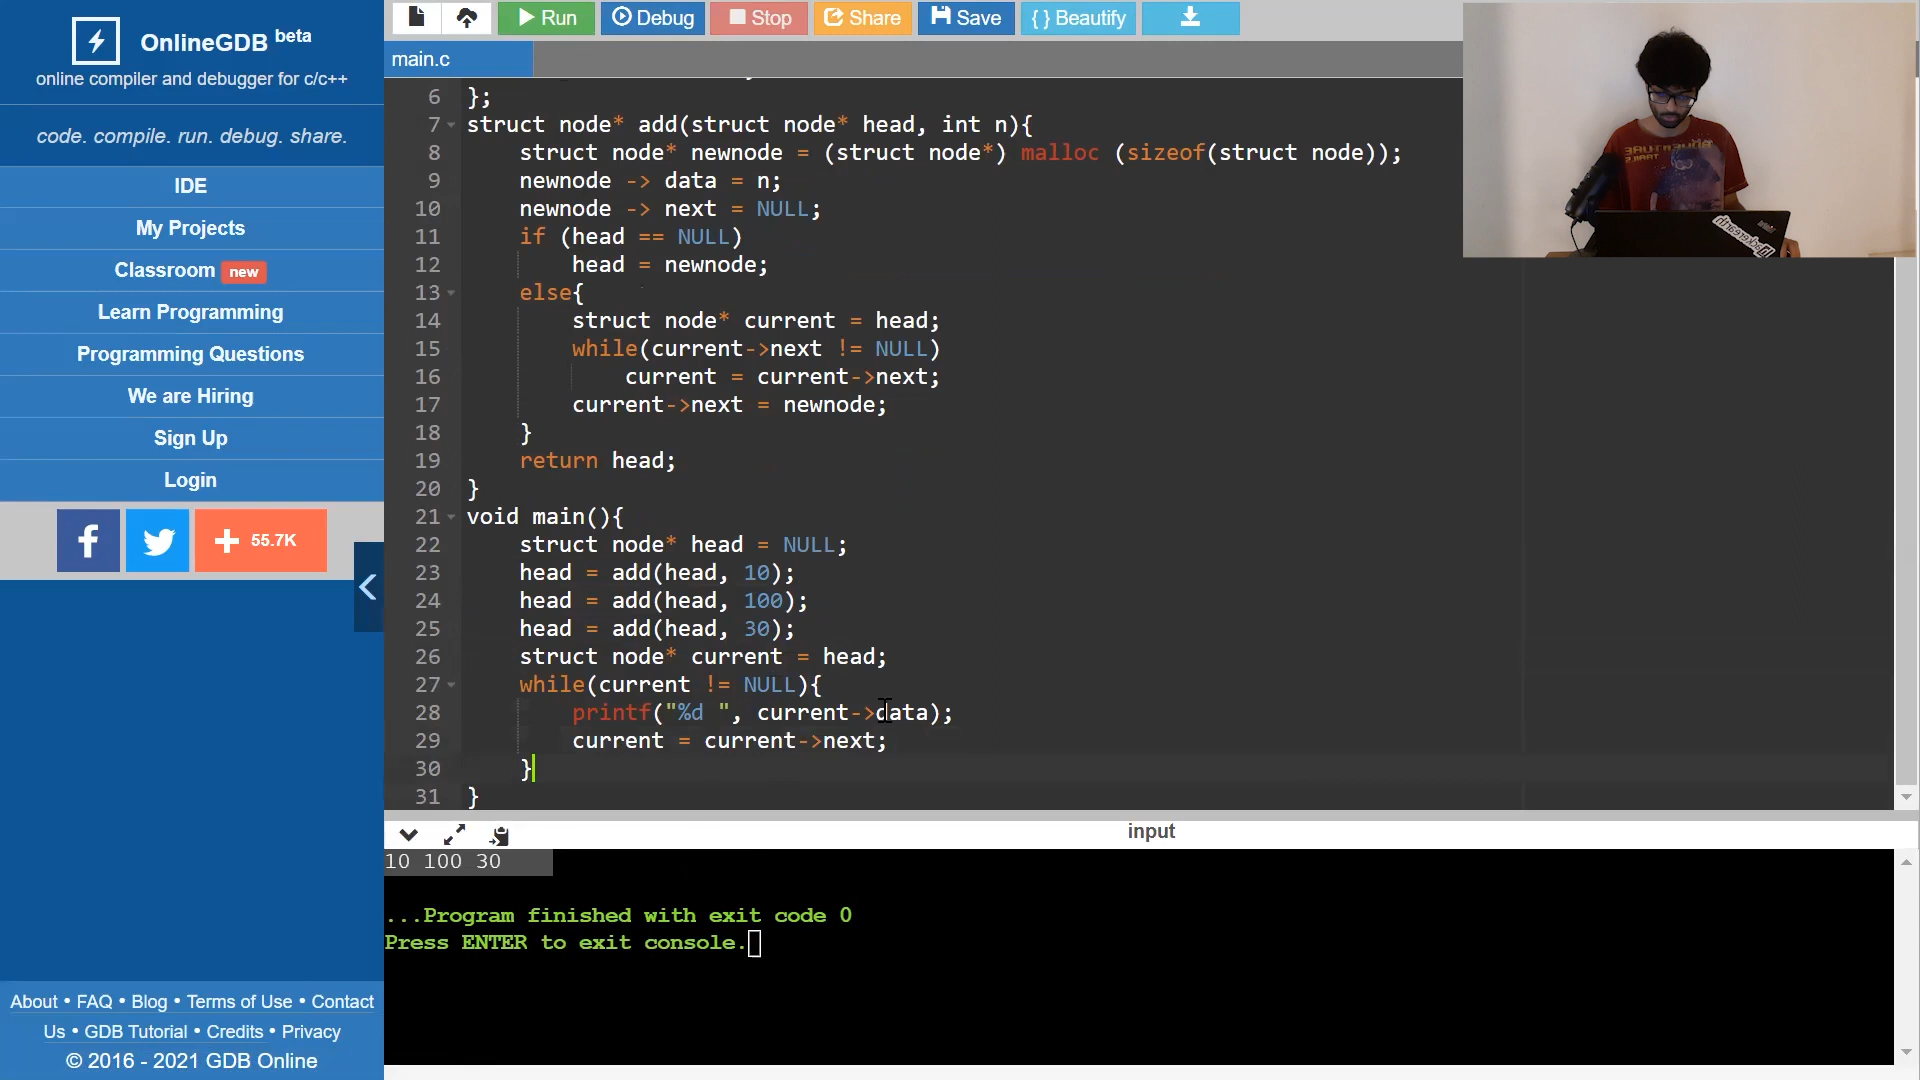 OnlineGDB beta
online compiler and debugger for c/c++
code. compile. run. debug. share.
IDE
My Projects
Classroom new
Learn Programming
Programming Questions
We are Hiring
Sign Up
Login
f
+ 55.7K
About • FAQ • Blog • Terms of Use • Contact
Us • GDB Tutorial • Credits • Privacy
© 2016 - 2021 GDB Online
Run Debug Stop Share Save { } Beautify
main.c
6 };
7 struct node* add(struct node* head, int n){
8 struct node* newnode = (struct node*) malloc (sizeof(struct node));
9 newnode -> data = n;
10 newnode -> next = NULL;
11 if (head == NULL)
12 head = newnode;
13 else{
14 struct node* current = head;
15 while(current->next != NULL)
16 current = current->next;
17 current->next = newnode;
18 }
19 return head;
20 }
21 void main(){
22 struct node* head = NULL;
23 head = add(head, 10);
24 head = add(head, 100);
25 head = add(head, 30);
26 struct node* current = head;
27 while(current != NULL){
28 printf("%d ", current->data);
29 current = current->next;
30 }
31 }
input
10 100 30
...Program finished with exit code 0
Press ENTER to exit console.